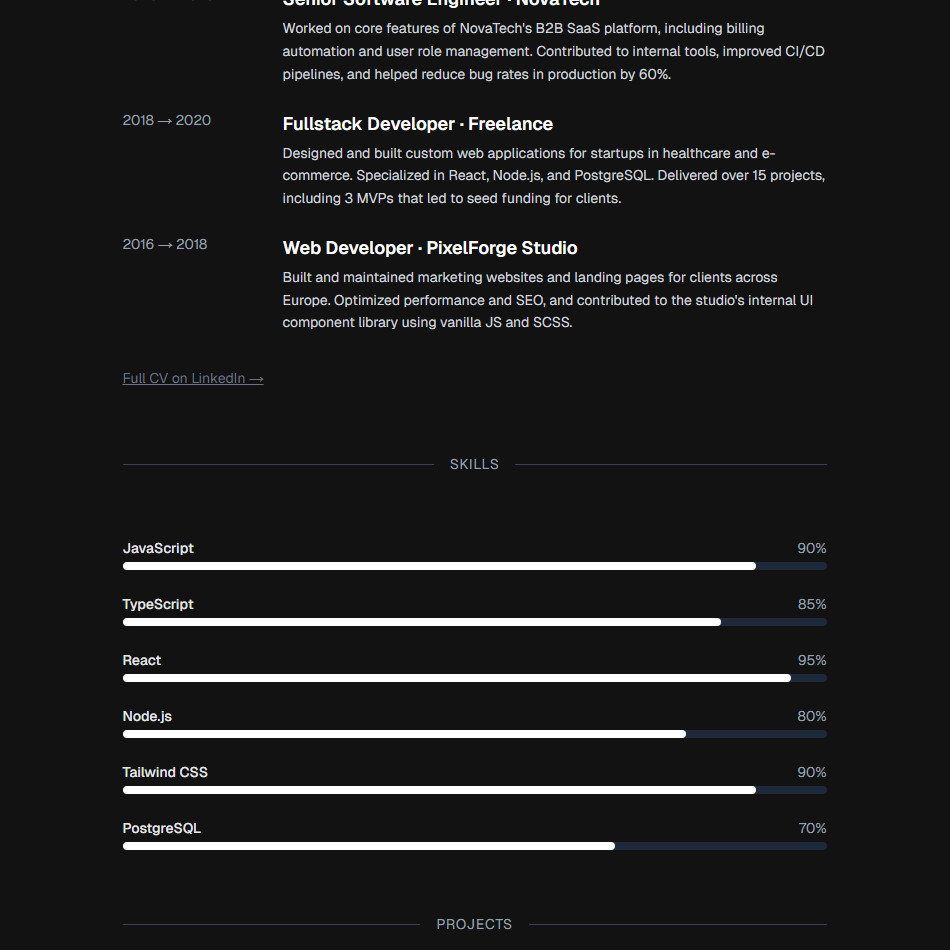 Senior Software Engineer · NovaTech
Worked on core features of NovaTech's B2B SaaS platform, including billing
automation and user role management. Contributed to internal tools, improved CI/CD
pipelines, and helped reduce bug rates in production by 60%.
2018 → 2020
Fullstack Developer · Freelance
Designed and built custom web applications for startups in healthcare and e-
commerce. Specialized in React, Node.js, and PostgreSQL. Delivered over 15 projects,
including 3 MVPs that led to seed funding for clients.
2016 → 2018
Web Developer · PixelForge Studio
Built and maintained marketing websites and landing pages for clients across
Europe. Optimized performance and SEO, and contributed to the studio's internal UI
component library using vanilla JS and SCSS.
Full CV on LinkedIn →
SKILLS
JavaScript 90%
TypeScript 85%
React 95%
Node.js 80%
Tailwind CSS 90%
PostgreSQL 70%
PROJECTS